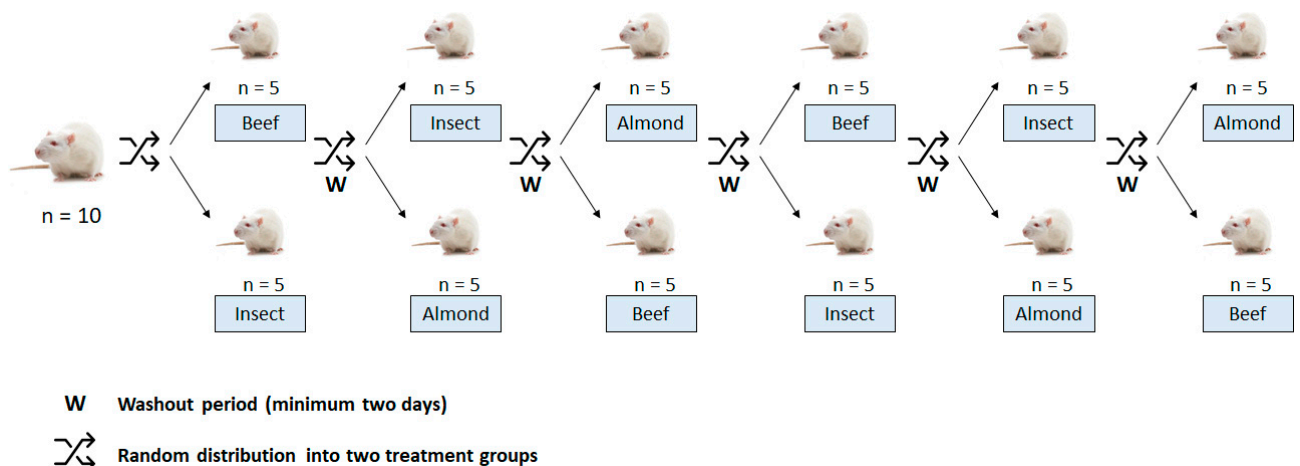 n = 5 n = 5 n = 5 n = 5 n = 5 n = 5
Beef Insect Almond Beef Insect Almond
W W W W W
n = 10
n = 5 n = 5 n = 5 n = 5 n = 5 n = 5
Insect Almond Beef Insect Almond Beef
W Washout period (minimum two days)
Random distribution into two treatment groups